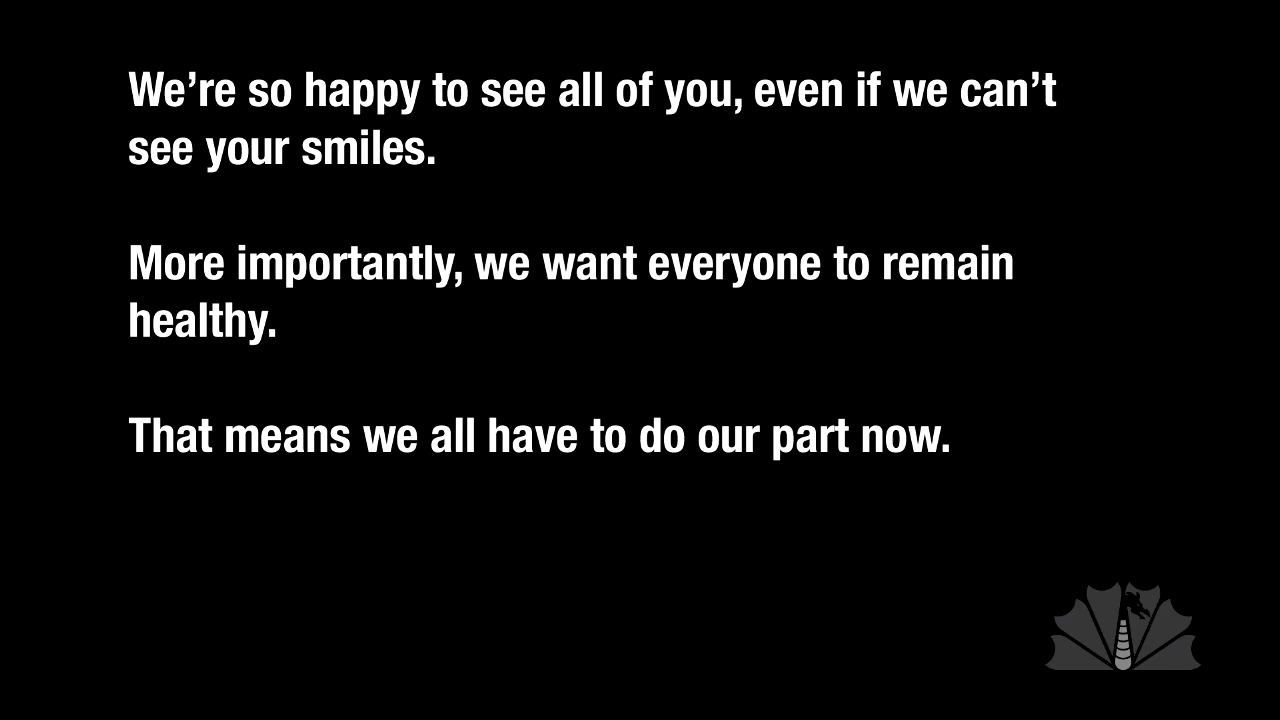 We’re so happy to see all of you, even if we can’t
see your smiles.
More importantly, we want everyone to remain
healthy.
That means we all have to do our part now.